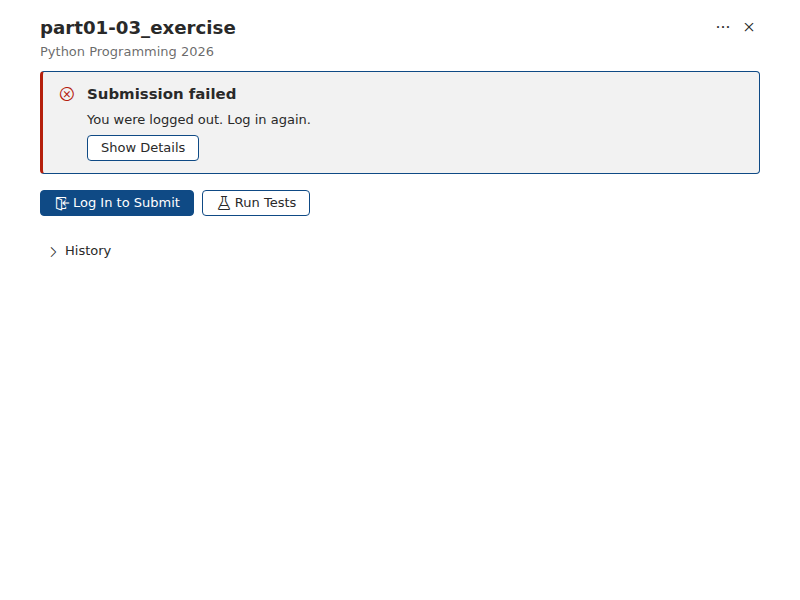 part01-03_exercise
Python Programming 2026
Submission failed
You were logged out. Log in again.
Show Details
Log In to Submit
Run Tests
History